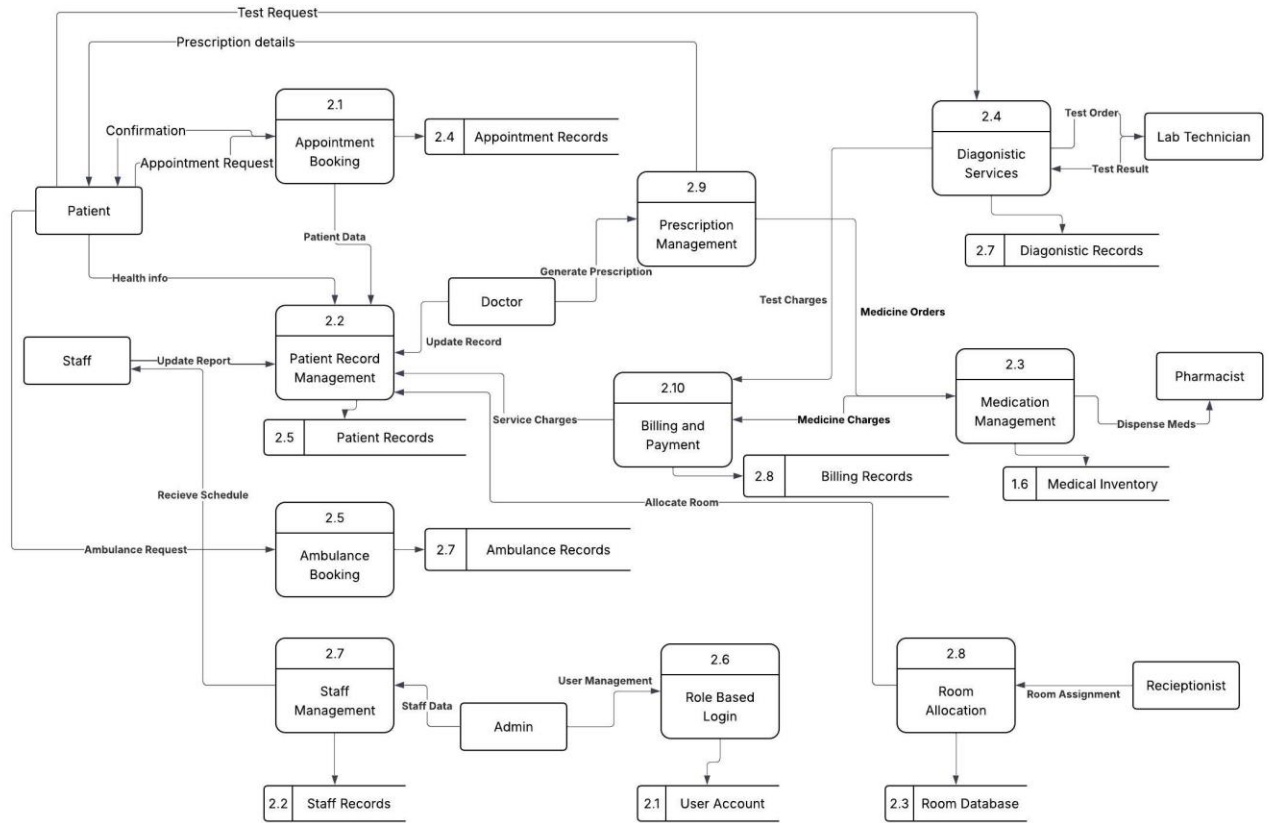 Test Request
Prescription details
2.1
Appointment
Booking
2.4 Appointment Records
2.4
Diagonistic
Services
Test Order
Lab Technician
Test Result
Confirmation
Appointment Request
Patient
2.9
Prescription
Management
2.7 Diagonistic Records
Patient Data
Health info
Generate Prescription
Doctor
Test Charges
Medicine Orders
2.2
Patient Record
Management
Update Record
Staff
Update Report
2.10
Billing and
Payment
Service Charges
Medicine Charges
2.3
Medication
Management
Pharmacist
Dispense Meds
2.5 Patient Records
2.8 Billing Records
1.6 Medical Inventory
Recieve Schedule
Allocate Room
2.5
Ambulance
Booking
Ambulance Request
2.7 Ambulance Records
2.7
Staff
Management
Staff Data
Admin
User Management
2.6
Role Based
Login
2.8
Room
Allocation
Room Assignment
Recieptionist
2.2 Staff Records
2.1 User Account
2.3 Room Database